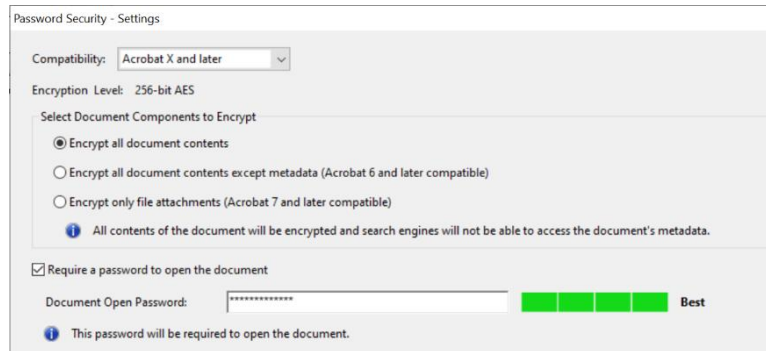 Password Security - Settings
Compatibility: Acrobat X and later
Encryption Level: 256-bit AES
Select Document Components to Encrypt
Encrypt all document contents
Encrypt all document contents except metadata (Acrobat 6 and later compatible)
Encrypt only file attachments (Acrobat 7 and later compatible)
All contents of the document will be encrypted and search engines will not be able to access the document's metadata.
Require a password to open the document
Document Open Password: ************* Best
This password will be required to open the document.